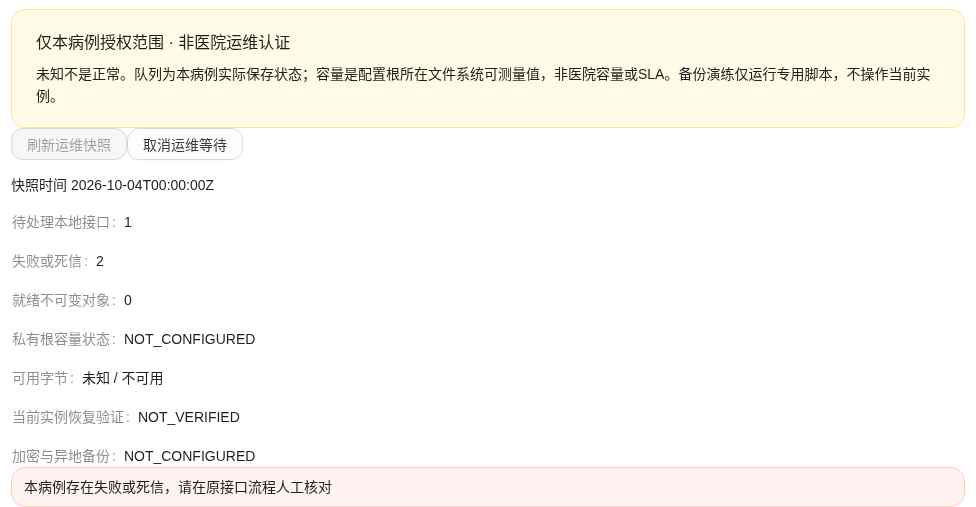 仅本病例授权范围 · 非医院运维认证
未知不是正常。队列为本病例实际保存状态；容量是配置根所在文件系统可测量值，非医院容量或SLA。备份演练仅运行专用脚本，不操作当前实
例。
刷新运维快照 取消运维等待
快照时间 2026-10-04T00:00:00Z
待处理本地接口: 1
失败或死信: 2
就绪不可变对象: 0
私有根容量状态: NOT_CONFIGURED
可用字节: 未知 / 不可用
当前实例恢复验证: NOT_VERIFIED
加密与异地备份: NOT_CONFIGURED
本病例存在失败或死信，请在原接口流程人工核对